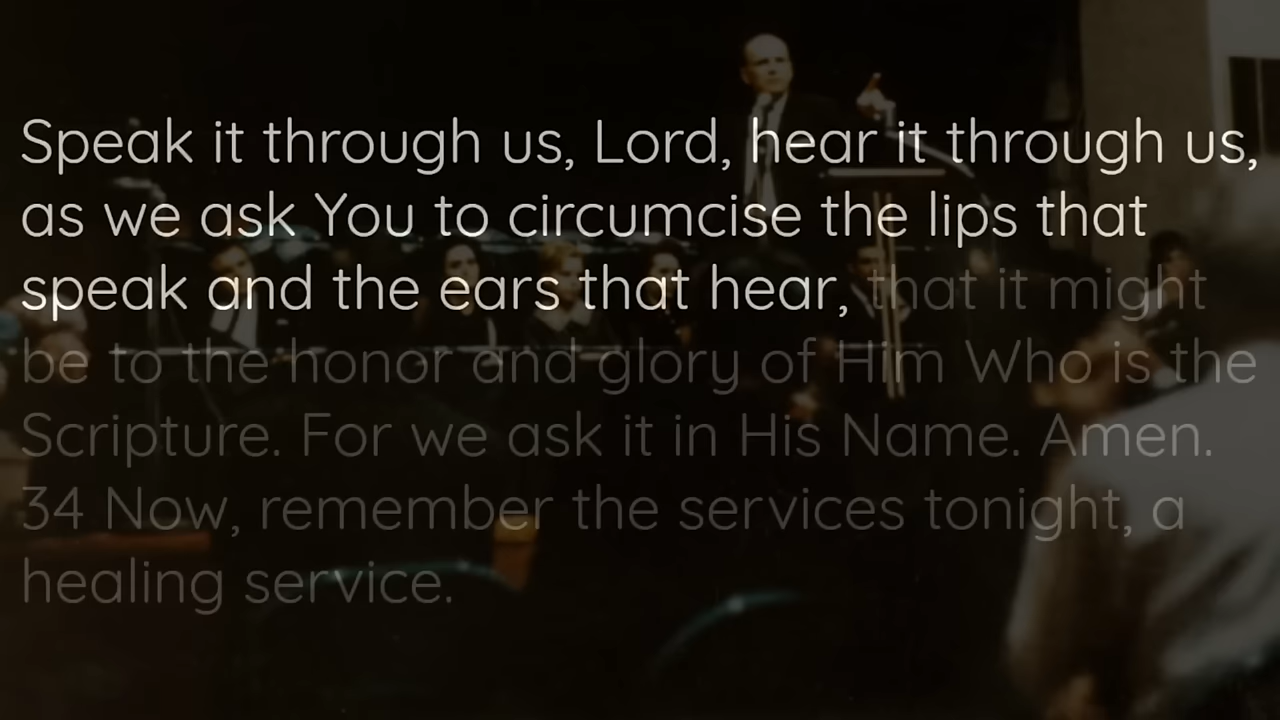 Speak it through us, Lord, hear it through us,
as we ask You to circumcise the lips that
speak and the ears that hear, that it might
be to the honor and glory of Him Who is the
Scripture. For we ask it in His Name. Amen.
34 Now, remember the services tonight, a
healing service.